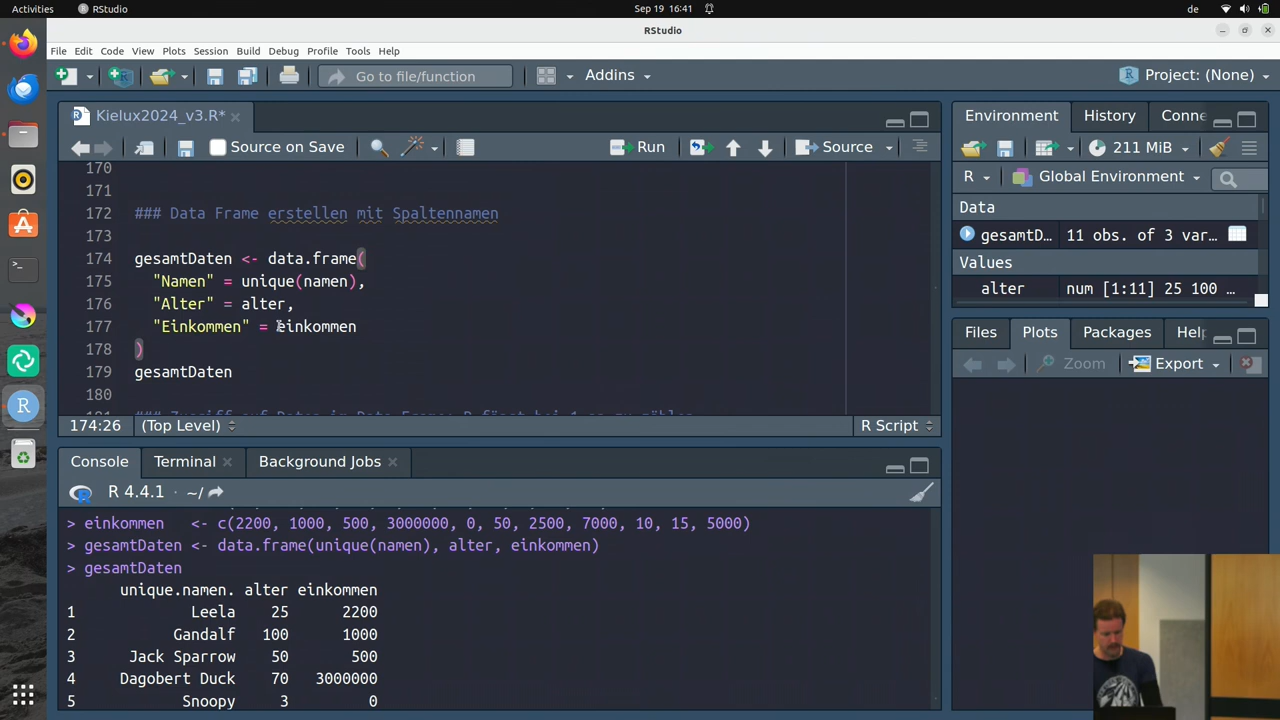 Activities RStudio Sep 19 16:41 de
RStudio
File Edit Code View Plots Session Build Debug Profile Tools Help
Go to file/function Addins Project: (None)
Kielux2024_v3.R*
Source on Save Run Source
170
171
172 ### Data Frame erstellen mit Spaltennamen
173
174 gesamtDaten <- data.frame(
175 "Namen" = unique(namen),
176 "Alter" = alter,
177 "Einkommen" = einkommen
178 )
179 gesamtDaten
180
174:26 (Top Level) R Script
Console Terminal Background Jobs
R 4.4.1 · ~/
> einkommen <- c(2200, 1000, 500, 3000000, 0, 50, 2500, 7000, 10, 15, 5000)
> gesamtDaten <- data.frame(unique(namen), alter, einkommen)
> gesamtDaten
unique.namen. alter einkommen
1 Leela 25 2200
2 Gandalf 100 1000
3 Jack Sparrow 50 500
4 Dagobert Duck 70 3000000
5 Snoopy 3 0
Environment History Conne
211 MiB
R Global Environment
Data
gesamtD… 11 obs. of 3 var…
Values
alter num [1:11] 25 100 …
Files Plots Packages Help
Zoom Export